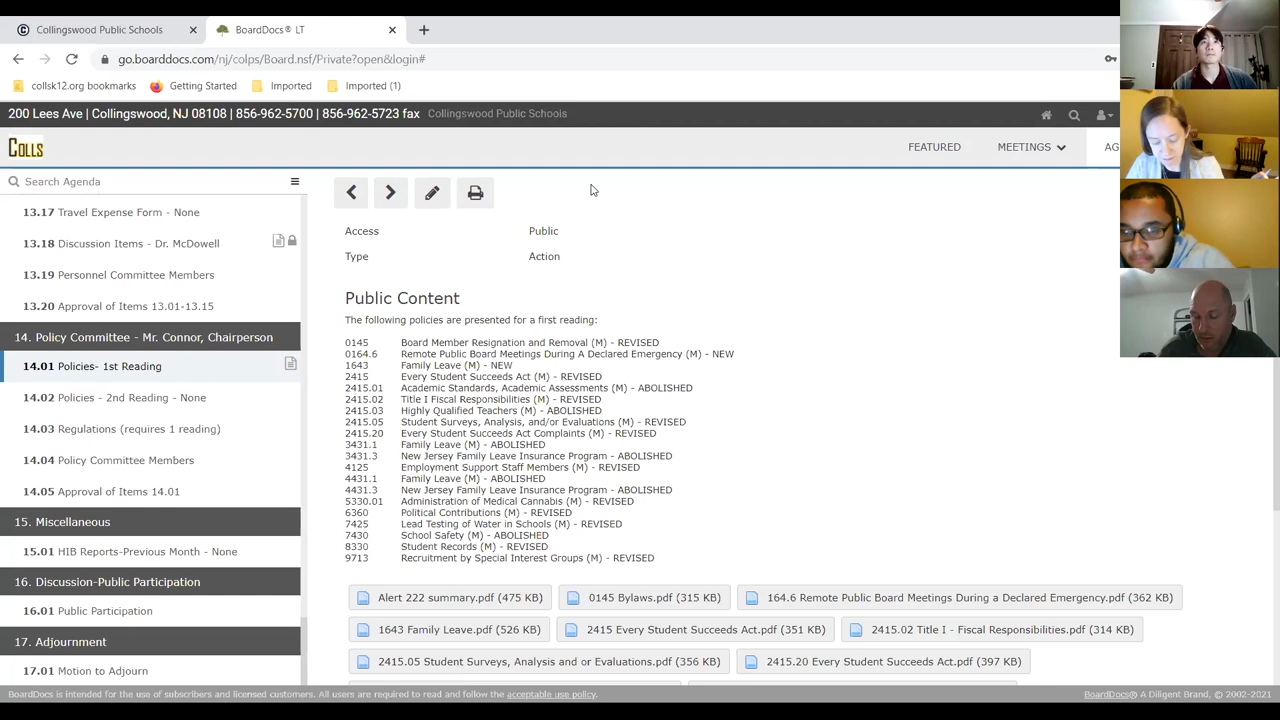 Collingswood Public Schools
BoardDocs® LT
go.boarddocs.com/nj/colps/Board.nsf/Private?open&login#
collsk12.org bookmarks Getting Started Imported Imported (1)
200 Lees Ave | Collingswood, NJ 08108 | 856-962-5700 | 856-962-5723 fax Collingswood Public Schools
COLLS
FEATURED MEETINGS AG
Search Agenda
13.17 Travel Expense Form - None
13.18 Discussion Items - Dr. McDowell
13.19 Personnel Committee Members
13.20 Approval of Items 13.01-13.15
14. Policy Committee - Mr. Connor, Chairperson
14.01 Policies- 1st Reading
14.02 Policies - 2nd Reading - None
14.03 Regulations (requires 1 reading)
14.04 Policy Committee Members
14.05 Approval of Items 14.01
15. Miscellaneous
15.01 HIB Reports-Previous Month - None
16. Discussion-Public Participation
16.01 Public Participation
17. Adjournment
17.01 Motion to Adjourn
Access Public
Type Action
Public Content
The following policies are presented for a first reading:
0145 Board Member Resignation and Removal (M) - REVISED
0164.6 Remote Public Board Meetings During A Declared Emergency (M) - NEW
1643 Family Leave (M) - NEW
2415 Every Student Succeeds Act (M) - REVISED
2415.01 Academic Standards, Academic Assessments (M) - ABOLISHED
2415.02 Title I Fiscal Responsibilities (M) - REVISED
2415.03 Highly Qualified Teachers (M) - ABOLISHED
2415.05 Student Surveys, Analysis, and/or Evaluations (M) - REVISED
2415.20 Every Student Succeeds Act Complaints (M) - REVISED
3431.1 Family Leave (M) - ABOLISHED
3431.3 New Jersey Family Leave Insurance Program - ABOLISHED
4125 Employment Support Staff Members (M) - REVISED
4431.1 Family Leave (M) - ABOLISHED
4431.3 New Jersey Family Leave Insurance Program - ABOLISHED
5330.01 Administration of Medical Cannabis (M) - REVISED
6360 Political Contributions (M) - REVISED
7425 Lead Testing of Water in Schools (M) - REVISED
7430 School Safety (M) - ABOLISHED
8330 Student Records (M) - REVISED
9713 Recruitment by Special Interest Groups (M) - REVISED
Alert 222 summary.pdf (475 KB) 0145 Bylaws.pdf (315 KB) 164.6 Remote Public Board Meetings During a Declared Emergency.pdf (362 KB)
1643 Family Leave.pdf (526 KB) 2415 Every Student Succeeds Act.pdf (351 KB) 2415.02 Title I - Fiscal Responsibilities.pdf (314 KB)
2415.05 Student Surveys, Analysis and or Evaluations.pdf (356 KB) 2415.20 Every Student Succeeds Act.pdf (397 KB)
BoardDocs is intended for the use of subscribers and licensed customers. All users are required to read and follow the acceptable use policy. BoardDocs® A Diligent Brand, © 2002-2021